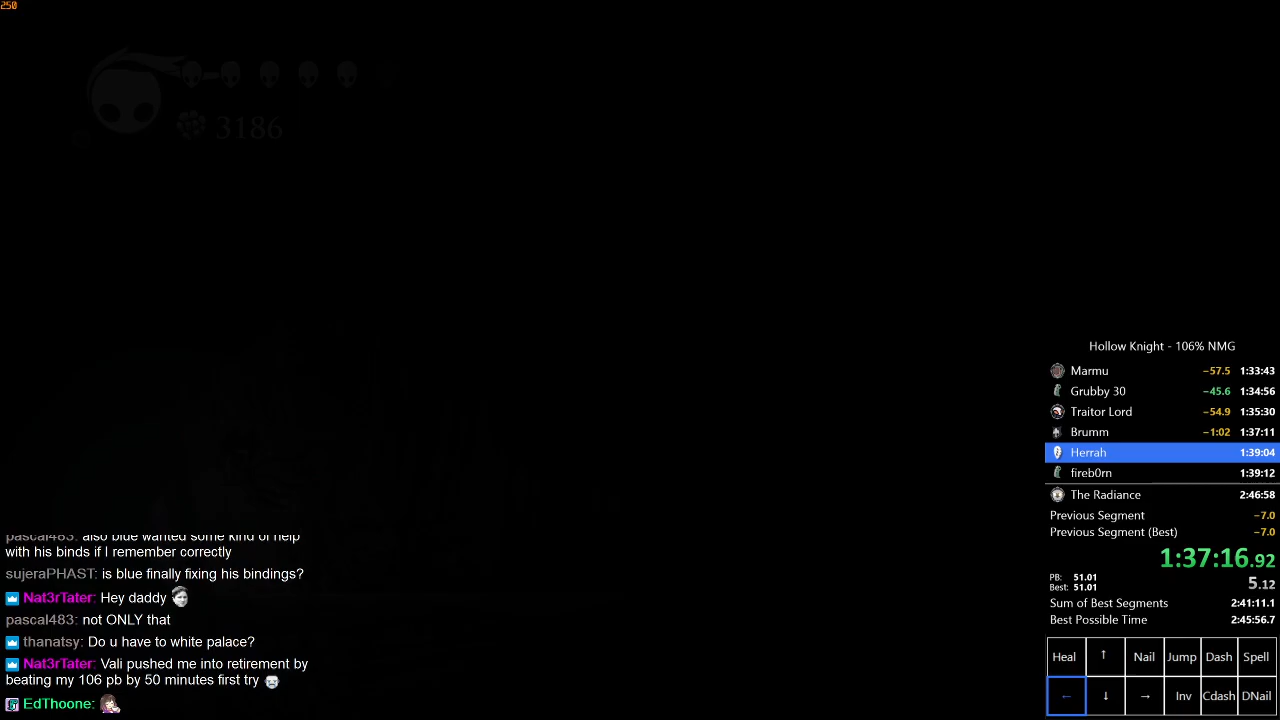 250
3186
Hollow Knight - 106% NMG
Marmu −57.5 1:33:43
Grubby 30 −45.6 1:34:56
Traitor Lord −54.9 1:35:30
Brumm −1:02 1:37:11
Herrah 1:39:04
fireb0rn 1:39:12
The Radiance 2:46:58
Previous Segment −7.0
Previous Segment (Best) −7.0
1:37:16.92
PB: 51.01 5.12
Best: 51.01
Sum of Best Segments 2:41:11.1
Best Possible Time 2:45:56.7
Heal ↑ Nail Jump Dash Spell
← ↓ → Inv Cdash DNail
pascal483: also blue wanted some kind of help
with his binds if I remember correctly
sujeraPHAST: is blue finally fixing his bindings?
Nat3rTater: Hey daddy
pascal483: not ONLY that
thanatsy: Do u have to white palace?
Nat3rTater: Vali pushed me into retirement by
beating my 106 pb by 50 minutes first try
EdThoone: